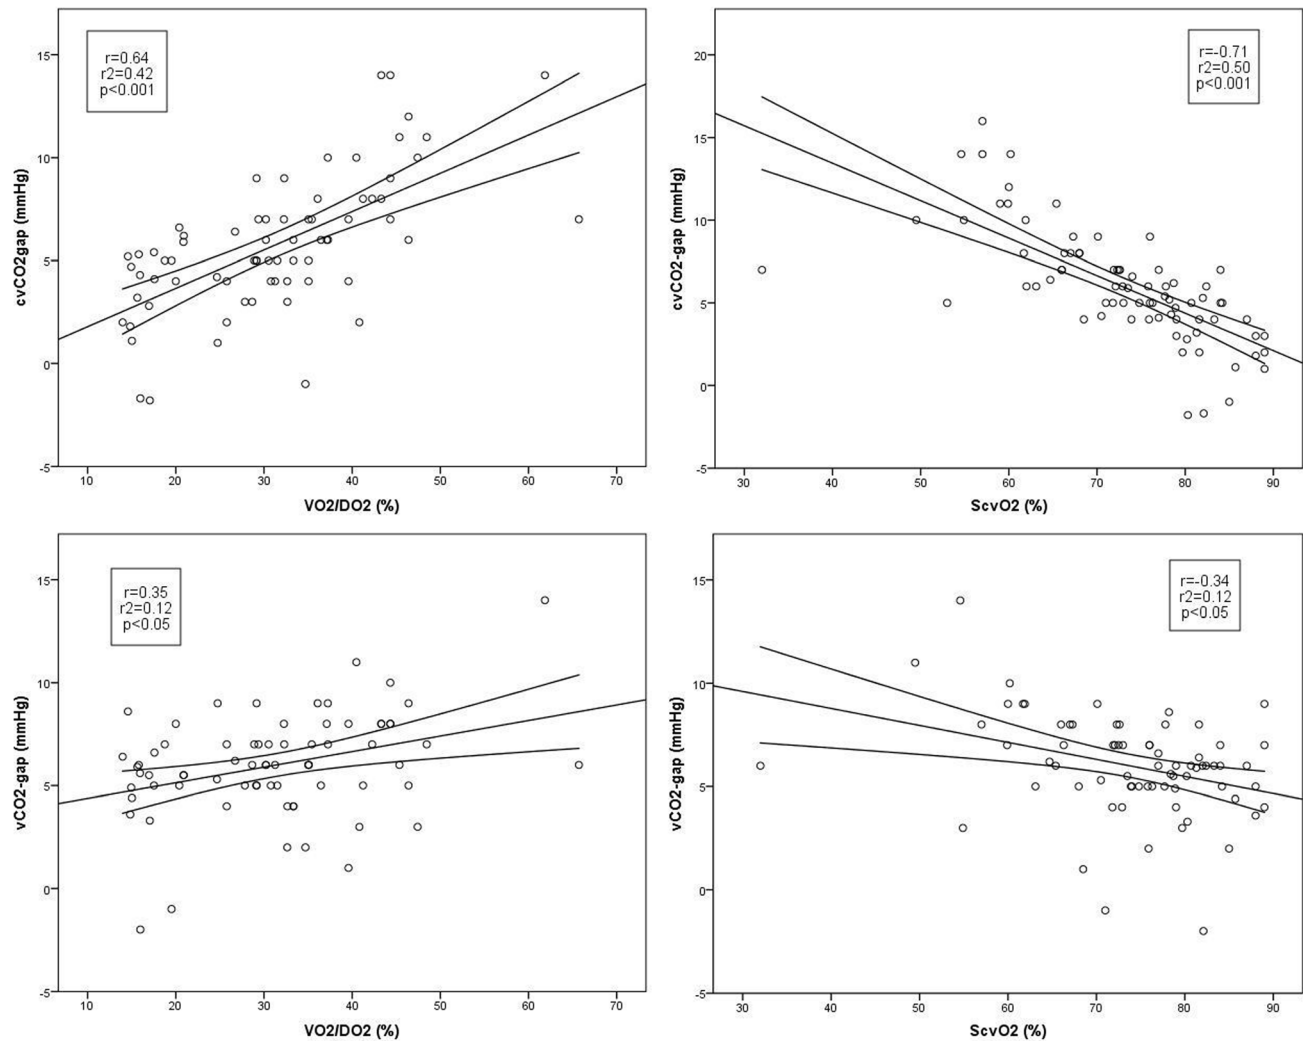 r=0.64
r2=0.42
p<0.001
15
10
5
0
-5
cvCO2gap (mmHg)
10 20 30 40 50 60 70
VO2/DO2 (%)
r=-0.71
r2=0.50
p<0.001
20
15
10
5
0
-5
cvCO2-gap (mmHg)
30 40 50 60 70 80 90
ScvO2 (%)
r=0.35
r2=0.12
p<0.05
15
10
5
0
-5
vCO2-gap (mmHg)
10 20 30 40 50 60 70
VO2/DO2 (%)
r=-0.34
r2=0.12
p<0.05
15
10
5
0
-5
vCO2-gap (mmHg)
30 40 50 60 70 80 90
ScvO2 (%)